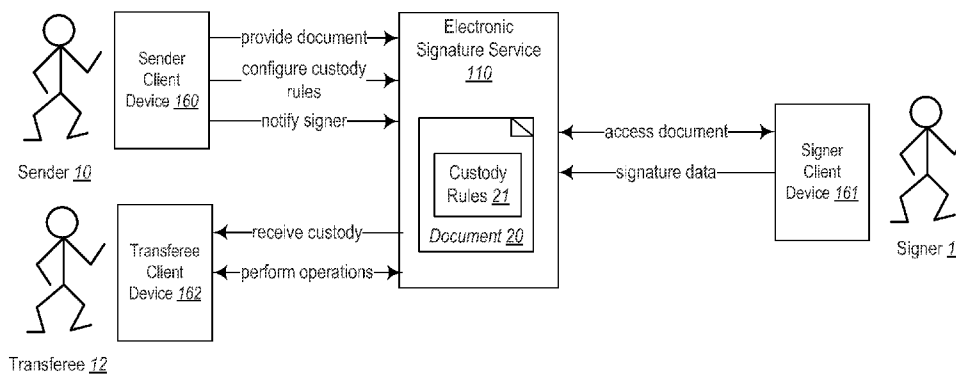 Sender
Client
Device 160
Sender 10
provide document
configure custody
rules
notify signer
Electronic
Signature Service
110
Custody
Rules 21
Document 20
access document
signature data
Signer
Client
Device 161
Signer
Transferee
Client
Device 162
Transferee 12
receive custody
perform operations